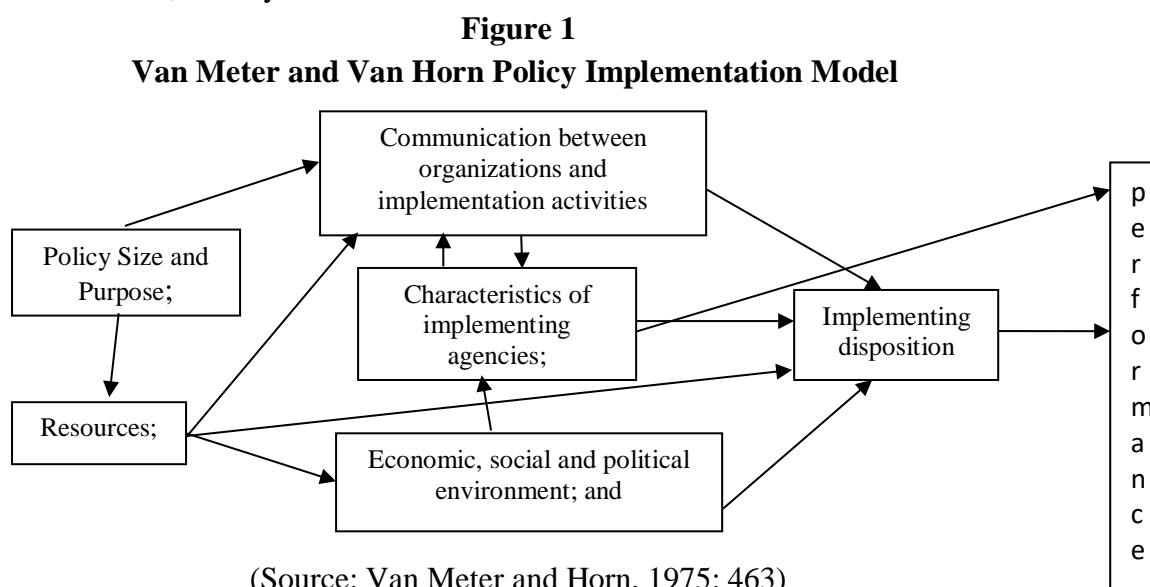 Figure 1
Van Meter and Van Horn Policy Implementation Model
Communication between
organizations and
implementation activities
Policy Size and
Purpose;
Characteristics of
implementing
agencies;
Implementing
disposition
Resources;
Economic, social and political
environment; and
p
e
r
f
o
r
m
a
n
c
e
(Source: Van Meter and Horn, 1975: 463)